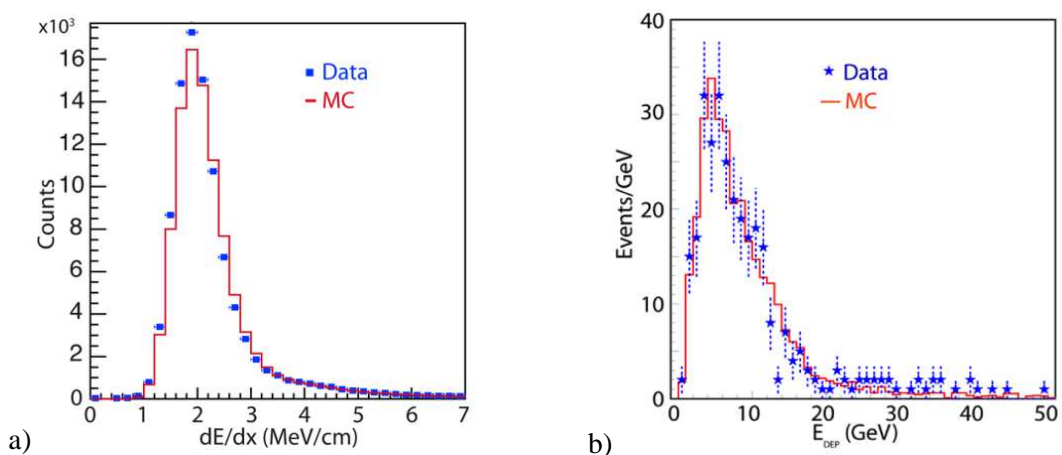 ×10³
16
14
12
10
8
6
4
2
0
Counts
Data
MC
0 1 2 3 4 5 6 7
dE/dx (MeV/cm)
a)
40
30
20
10
0
Events/GeV
Data
MC
0 10 20 30 40 50
E_DEP (GeV)
b)